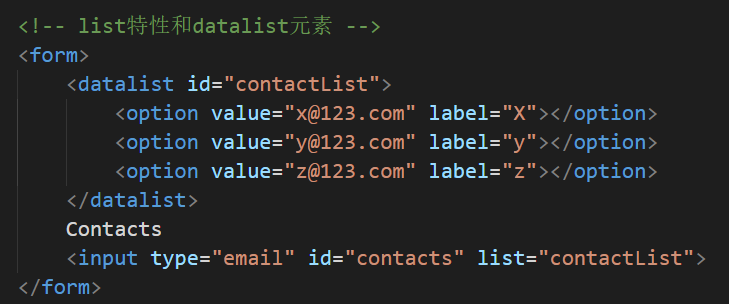 <!-- list特性和datalist元素 -->
<form>
<datalist id="contactList">
<option value="x@123.com" label="X"></option>
<option value="y@123.com" label="y"></option>
<option value="z@123.com" label="z"></option>
</datalist>
Contacts
<input type="email" id="contacts" list="contactList">
</form>